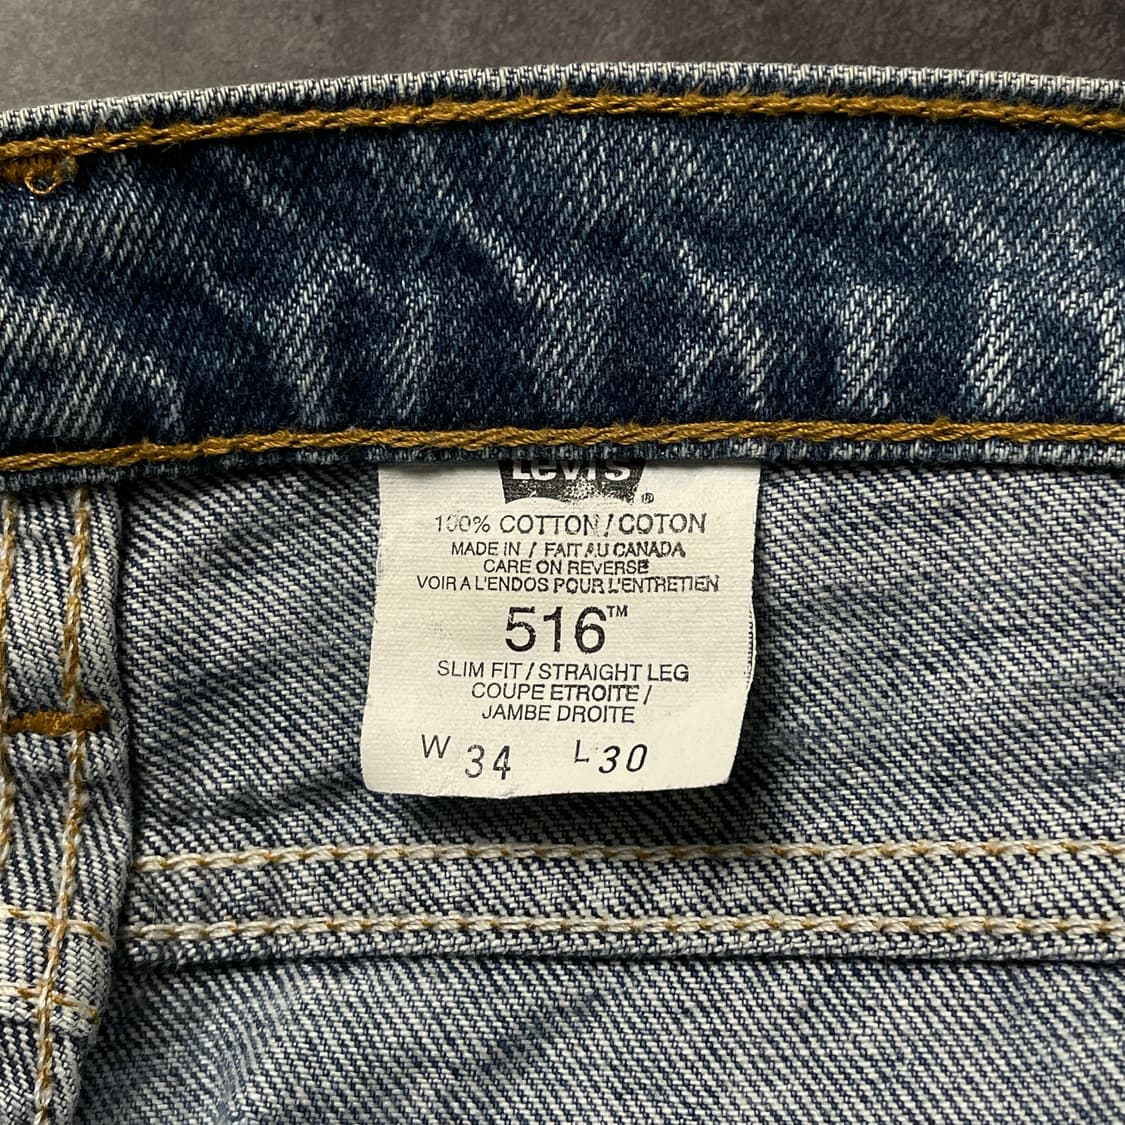 Levi's
®
100% COTTON / COTON
MADE IN / FAIT AU CANADA
CARE ON REVERSE
VOIR A L'ENDOS POUR L'ENTRETIEN
516™
SLIM FIT / STRAIGHT LEG
COUPE ETROITE /
JAMBE DROITE
W 34 L 30